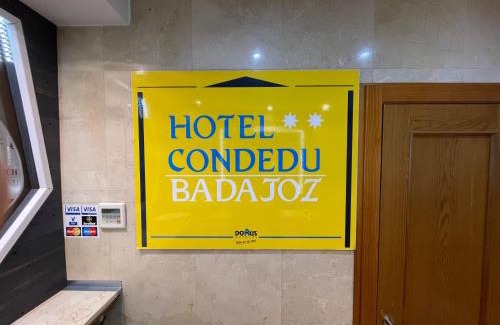 HOTEL **
CONDEDU
BADAJOZ
DOMUS
VISA VISA